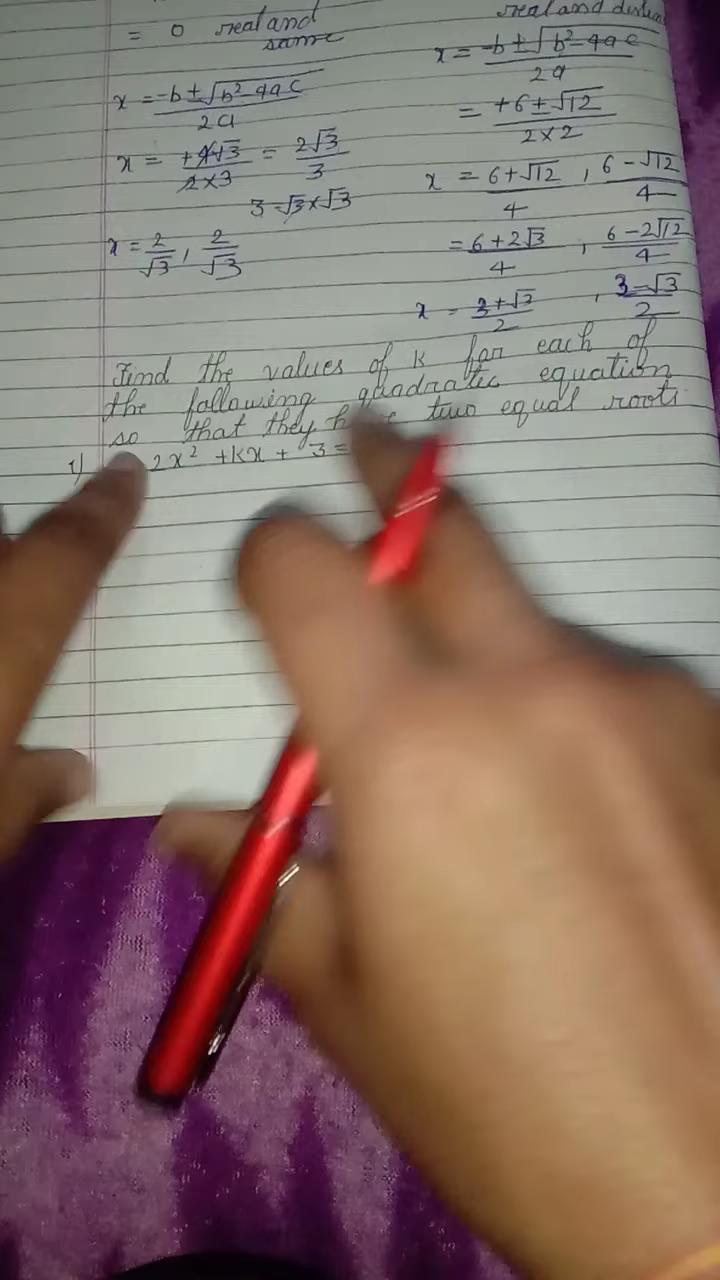 = 0 real and
same
x = -b±√b² 4ac / 2a
x = +4√3 / 2×3 = 2√3 / 3
3=√3×√3
x = 2/√3 , 2/√3
real and
x = -b±√b²-4ac / 2a
= +6±√12 / 2×2
x = 6+√12 / 4 , 6-√12 / 4
= 6+2√3 / 4 , 6-2√12 / 4
x = 3+√3 / 2 , 3-√3 / 2
Find the values of k for each of
the following quadratic equation
so that they have two equal roots
1) 2x² +kx + 3=